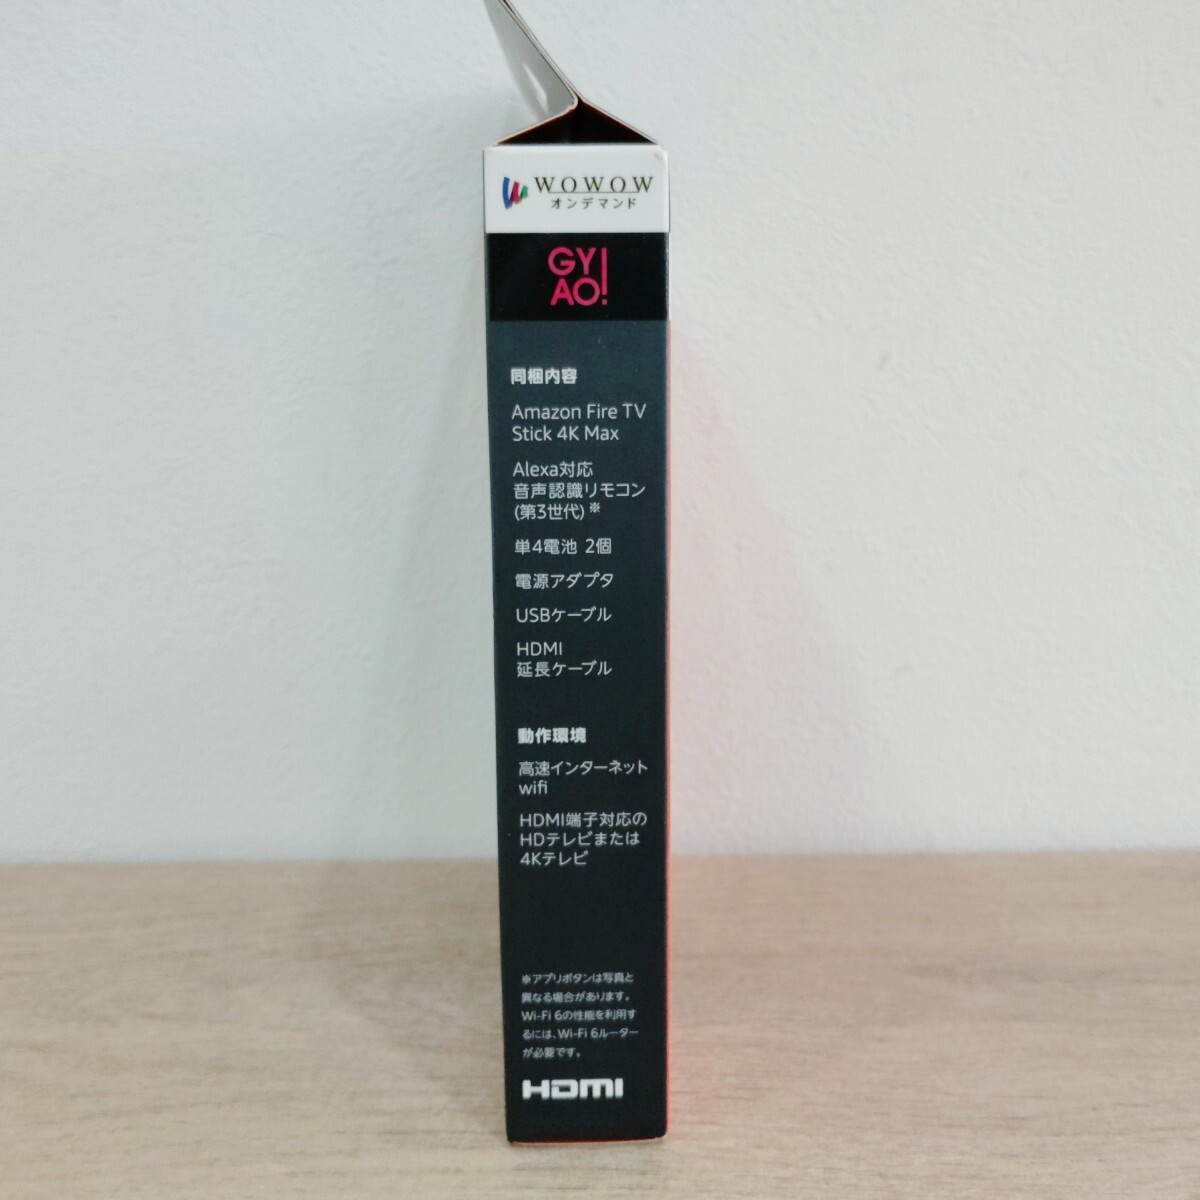 WOWOW
オンデマンド
GY
AO!
同梱内容
Amazon Fire TV
Stick 4K Max
Alexa対応
音声認識リモコン
(第3世代)※
単4電池 2個
電源アダプタ
USBケーブル
HDMI
延長ケーブル
動作環境
高速インターネット
wifi
HDMI端子対応の
HDテレビまたは
4Kテレビ
※アプリボタンは写真と
異なる場合があります。
Wi-Fi 6の性能を利用す
るには、Wi-Fi 6ルーター
が必要です。
HDMI